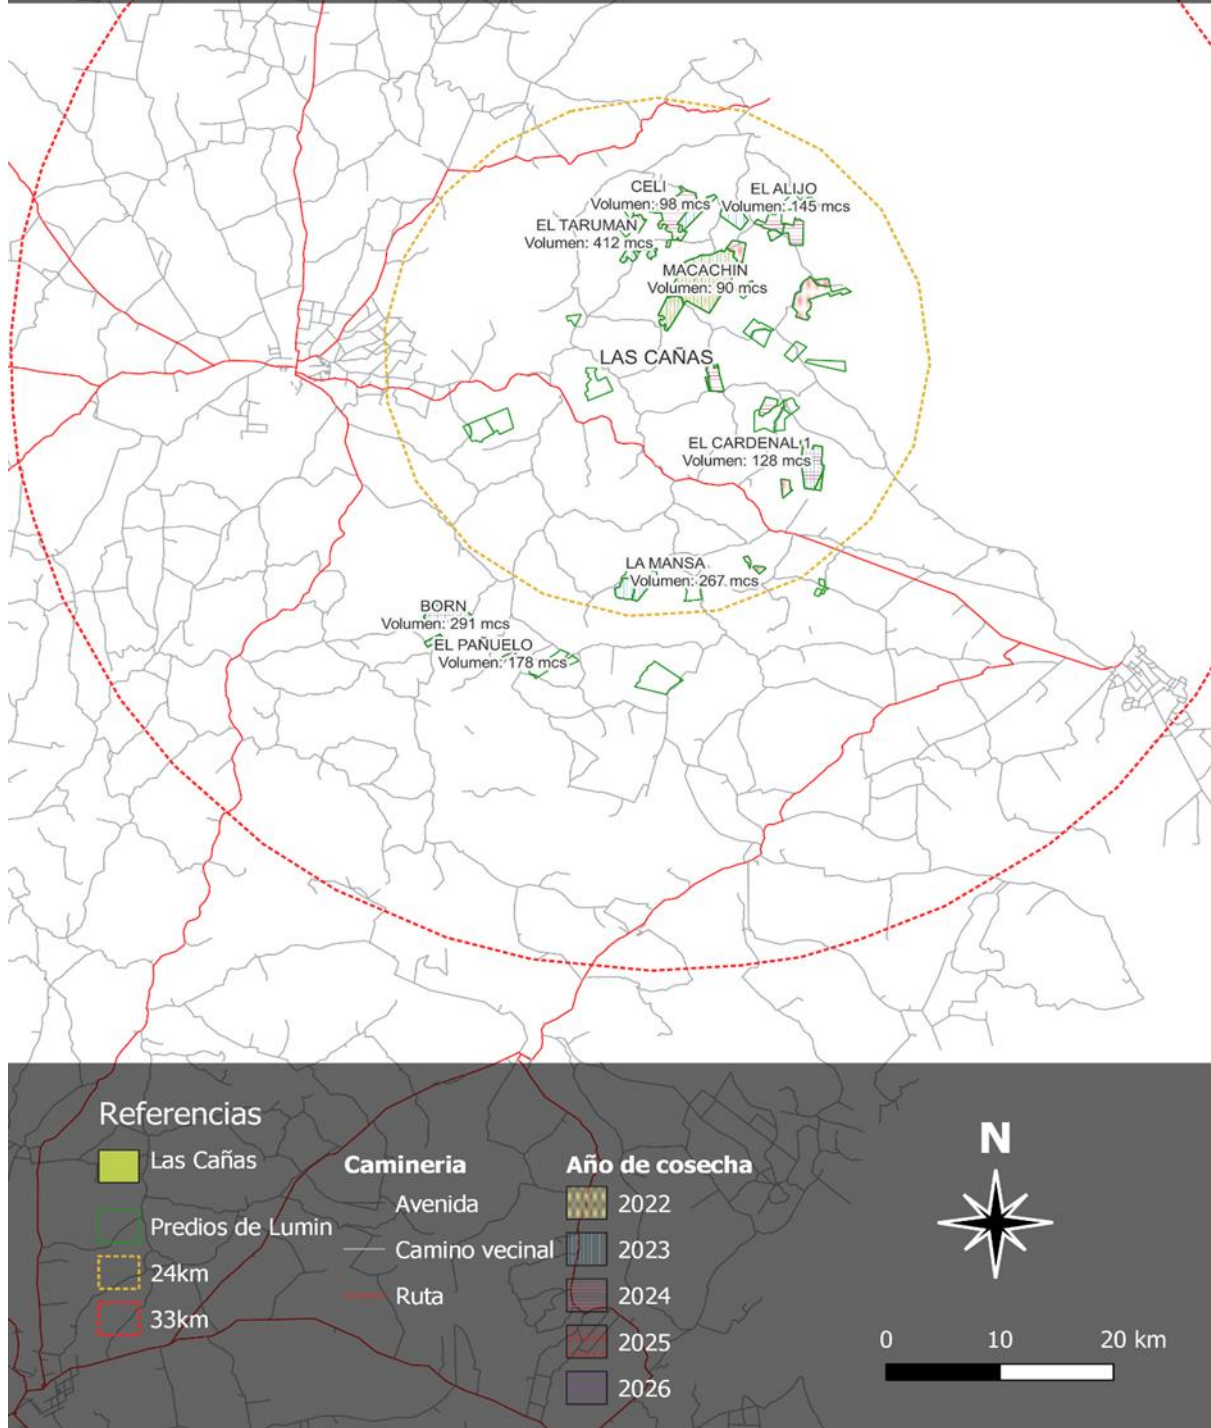 CELI
Volumen: 98 mcs
EL ALIJO
Volumen: 145 mcs
EL TARUMAN
Volumen: 412 mcs
MACACHIN
Volumen: 90 mcs
LAS CAÑAS
EL CARDENAL 1
Volumen: 128 mcs
LA MANSA
Volumen: 267 mcs
BORN
Volumen: 291 mcs
EL PAÑUELO
Volumen: 178 mcs
Referencias
Las Cañas
Predios de Lumin
24km
33km
Camineria
Avenida
Camino vecinal
Ruta
Año de cosecha
2022
2023
2024
2025
2026
N
0 10 20 km